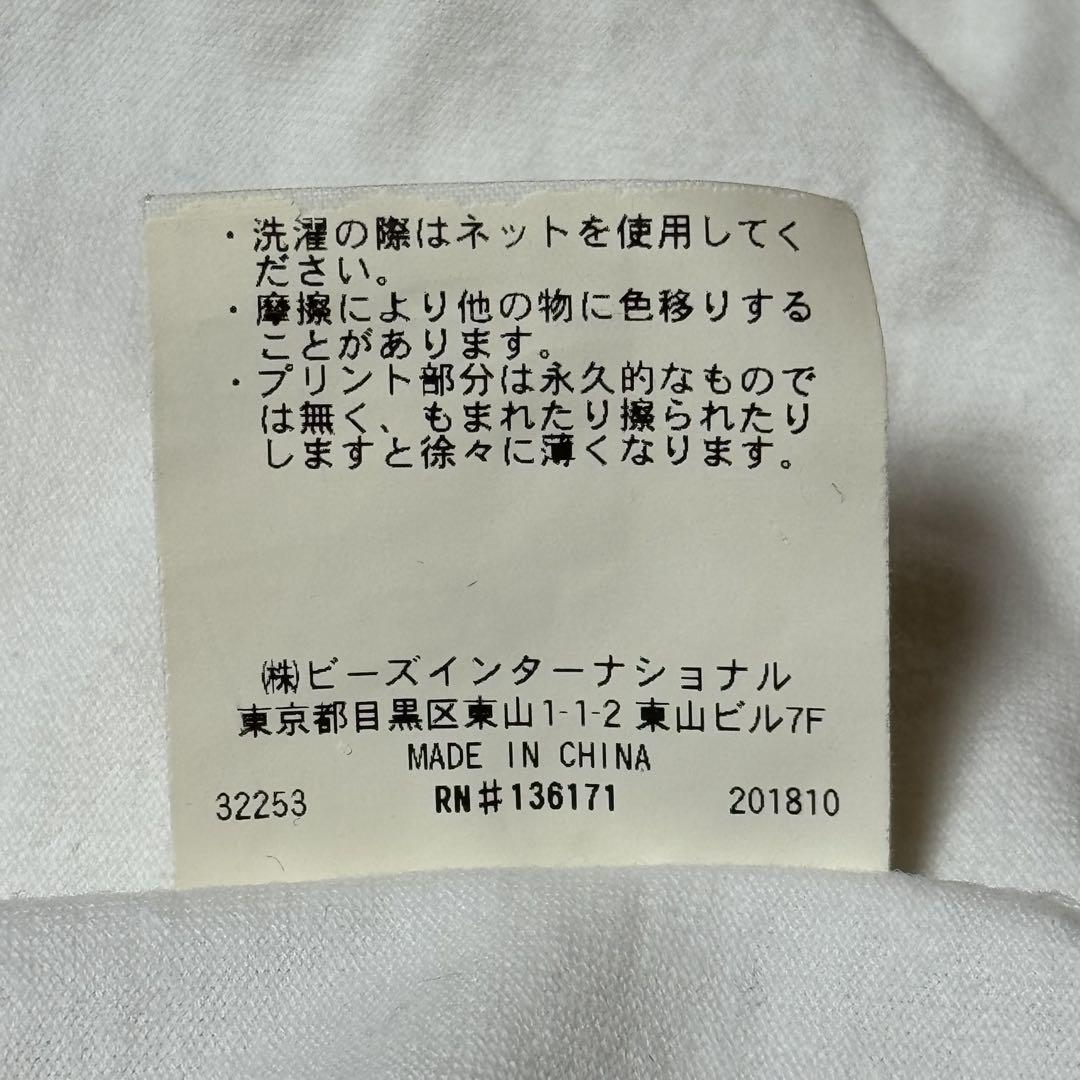 ・洗濯の際はネットを使用してく
ださい。
・摩擦により他の物に色移りする
ことがあります。
・プリント部分は永久的なもので
は無く、もまれたり擦られたり
しますと徐々に薄くなります。
㈱ビーズインターナショナル
東京都目黒区東山1-1-2 東山ビル7F
MADE IN CHINA
32253 RN#136171 201810